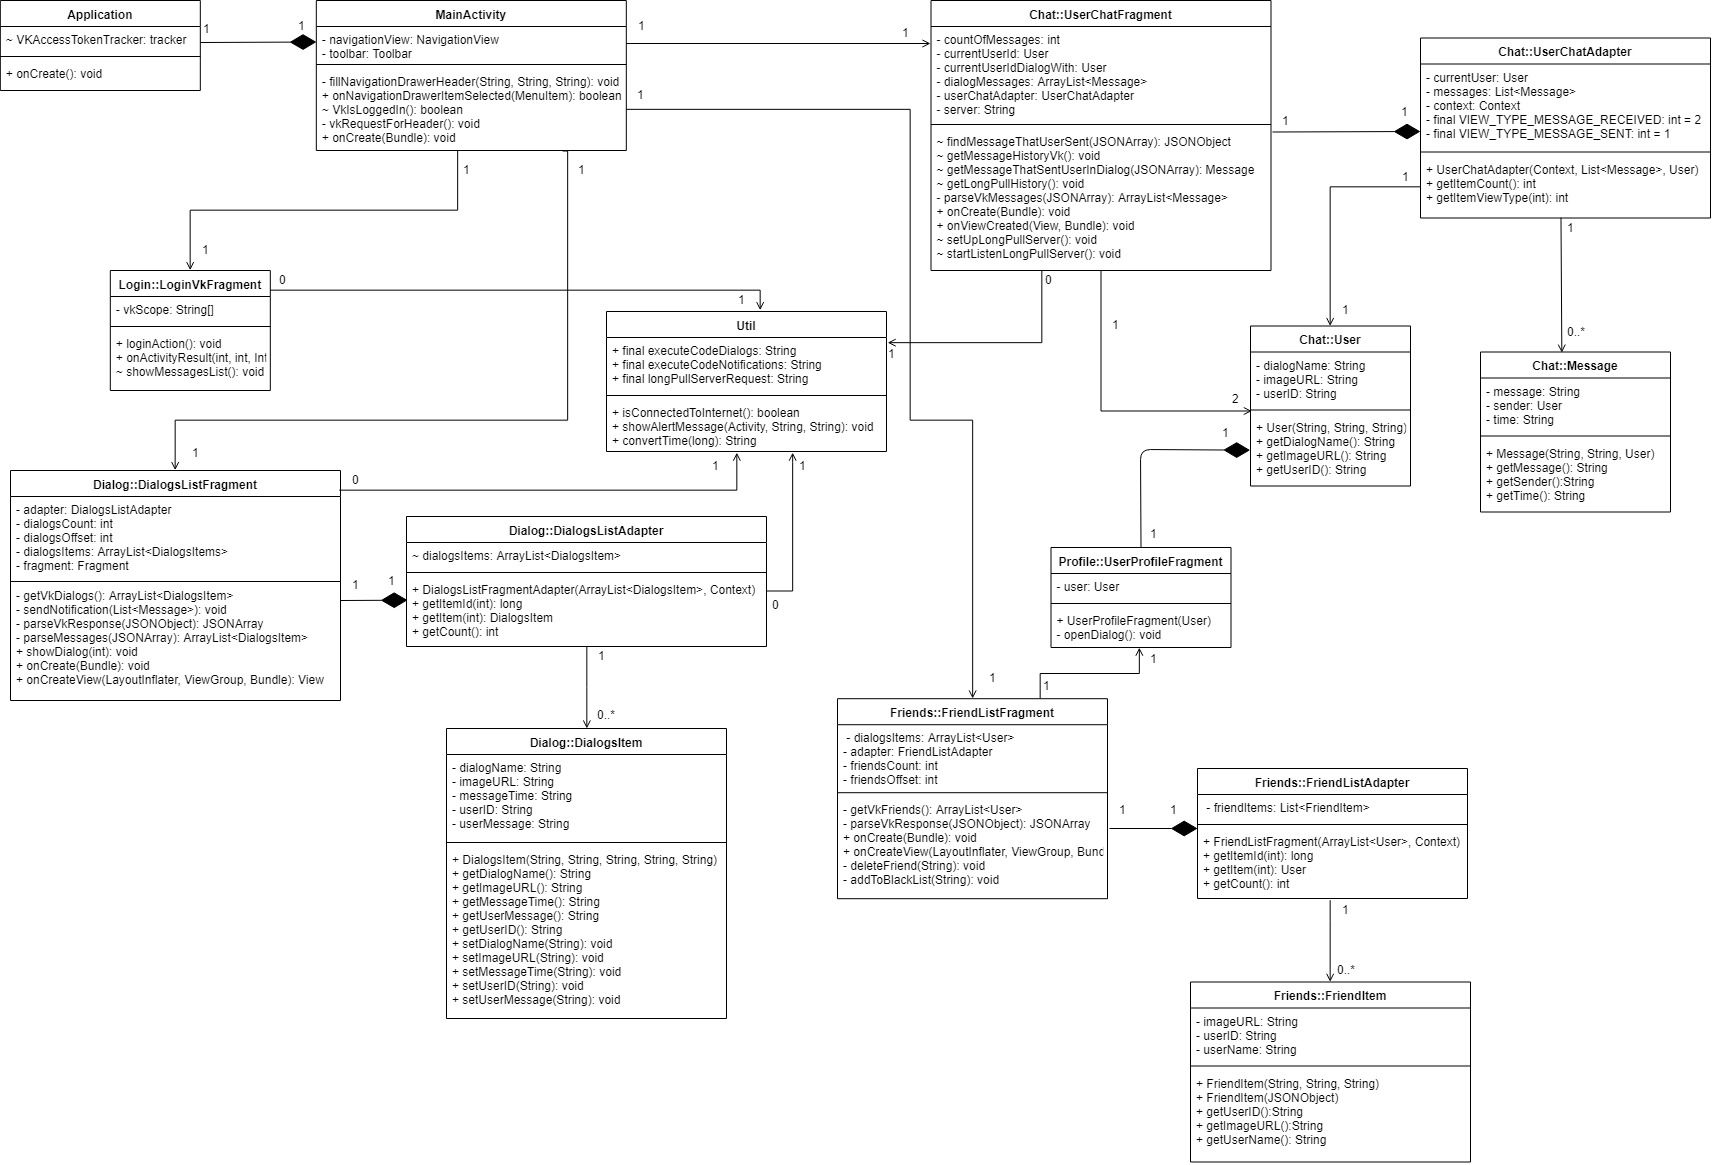 Application
~ VKAccessTokenTracker: tracker
+ onCreate(): void
1
1
MainActivity
- navigationView: NavigationView
- toolbar: Toolbar
- fillNavigationDrawerHeader(String, String, String): void
+ onNavigationDrawerItemSelected(MenuItem): boolean
~ VkIsLoggedIn(): boolean
- vkRequestForHeader(): void
+ onCreate(Bundle): void
1
1
1
1
1
Chat::UserChatFragment
- countOfMessages: int
- currentUserId: User
- currentUserIdDialogWith: User
- dialogMessages: ArrayList<Message>
- userChatAdapter: UserChatAdapter
- server: String
~ findMessageThatUserSent(JSONArray): JSONObject
~ getMessageHistoryVk(): void
~ getMessageThatSentUserInDialog(JSONArray): Message
~ getLongPullHistory(): void
- parseVkMessages(JSONArray): ArrayList<Message>
+ onCreate(Bundle): void
+ onViewCreated(View, Bundle): void
~ setUpLongPullServer(): void
~ startListenLongPullServer(): void
1
1
Chat::UserChatAdapter
- currentUser: User
- messages: List<Message>
- context: Context
- final VIEW_TYPE_MESSAGE_RECEIVED: int = 2
- final VIEW_TYPE_MESSAGE_SENT: int = 1
+ UserChatAdapter(Context, List<Message>, User)
+ getItemCount(): int
+ getItemViewType(int): int
1
1
1
0..*
1
Login::LoginVkFragment
- vkScope: String[]
+ loginAction(): void
+ onActivityResult(int, int, Int
~ showMessagesList(): void
0
1
Util
+ final executeCodeDialogs: String
+ final executeCodeNotifications: String
+ final longPullServerRequest: String
+ isConnectedToInternet(): boolean
+ showAlertMessage(Activity, String, String): void
+ convertTime(long): String
0
1
1
2
1
1
Chat::User
- dialogName: String
- imageURL: String
- userID: String
+ User(String, String, String)
+ getDialogName(): String
+ getImageURL(): String
+ getUserID(): String
Chat::Message
- message: String
- sender: User
- time: String
+ Message(String, String, User)
+ getMessage(): String
+ getSender():String
+ getTime(): String
1
1
1
Dialog::DialogsListFragment
- adapter: DialogsListAdapter
- dialogsCount: int
- dialogsOffset: int
- dialogsItems: ArrayList<DialogsItems>
- fragment: Fragment
- getVkDialogs(): ArrayList<DialogsItem>
- sendNotification(List<Message>): void
- parseVkResponse(JSONObject): JSONArray
- parseMessages(JSONArray): ArrayList<DialogsItem>
+ showDialog(int): void
+ onCreate(Bundle): void
+ onCreateView(LayoutInflater, ViewGroup, Bundle): View
0
1
1
Dialog::DialogsListAdapter
~ dialogsItems: ArrayList<DialogsItem>
+ DialogsListFragmentAdapter(ArrayList<DialogsItem>, Context)
+ getItemId(int): long
+ getItem(int): DialogsItem
+ getCount(): int
0
1
0..*
1
Profile::UserProfileFragment
- user: User
+ UserProfileFragment(User)
- openDialog(): void
1
1
1
Dialog::DialogsItem
- dialogName: String
- imageURL: String
- messageTime: String
- userID: String
- userMessage: String
+ DialogsItem(String, String, String, String, String)
+ getDialogName(): String
+ getImageURL(): String
+ getMessageTime(): String
+ getUserMessage(): String
+ getUserID(): String
+ setDialogName(String): void
+ setImageURL(String): void
+ setMessageTime(String): void
+ setUserID(String): void
+ setUserMessage(String): void
Friends::FriendListFragment
- dialogsItems: ArrayList<User>
- adapter: FriendListAdapter
- friendsCount: int
- friendsOffset: int
- getVkFriends(): ArrayList<User>
- parseVkResponse(JSONObject): JSONArray
+ onCreate(Bundle): void
+ onCreateView(LayoutInflater, ViewGroup, Bund
- deleteFriend(String): void
- addToBlackList(String): void
1
1
Friends::FriendListAdapter
- friendItems: List<FriendItem>
+ FriendListFragment(ArrayList<User>, Context)
+ getItemId(int): long
+ getItem(int): User
+ getCount(): int
1
0..*
Friends::FriendItem
- imageURL: String
- userID: String
- userName: String
+ FriendItem(String, String, String)
+ FriendItem(JSONObject)
+ getUserID():String
+ getImageURL():String
+ getUserName(): String